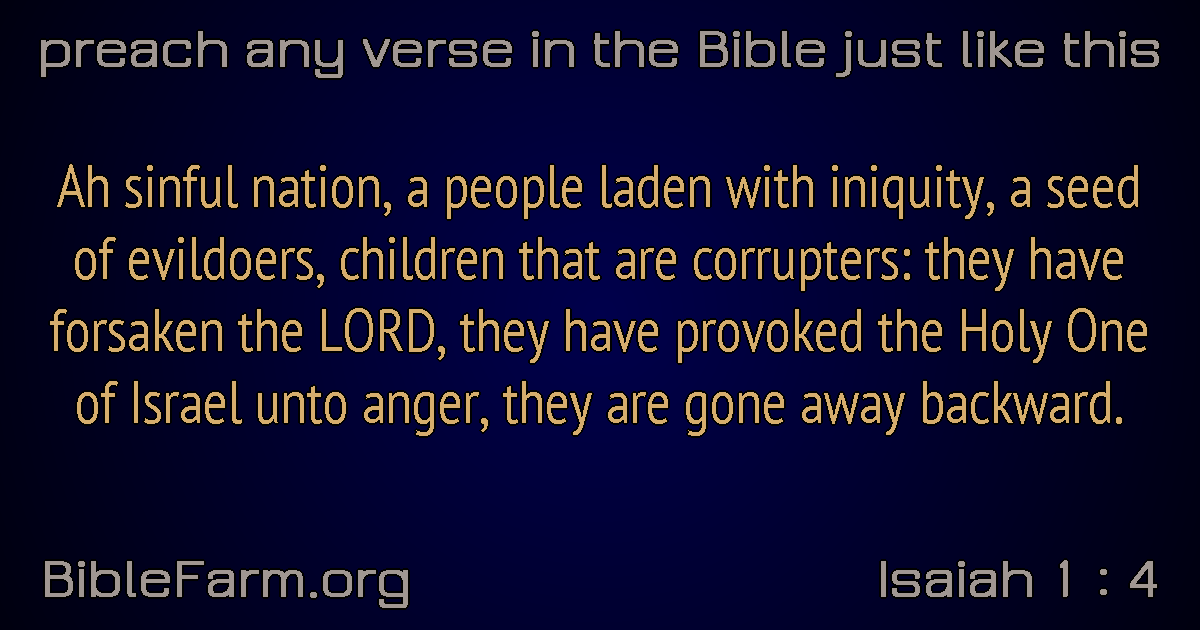 preach any verse in the Bible just like this
Ah sinful nation, a people laden with iniquity, a seed
of evildoers, children that are corrupters: they have
forsaken the LORD, they have provoked the Holy One
of Israel unto anger, they are gone away backward.
BibleFarm.org
Isaiah 1 : 4